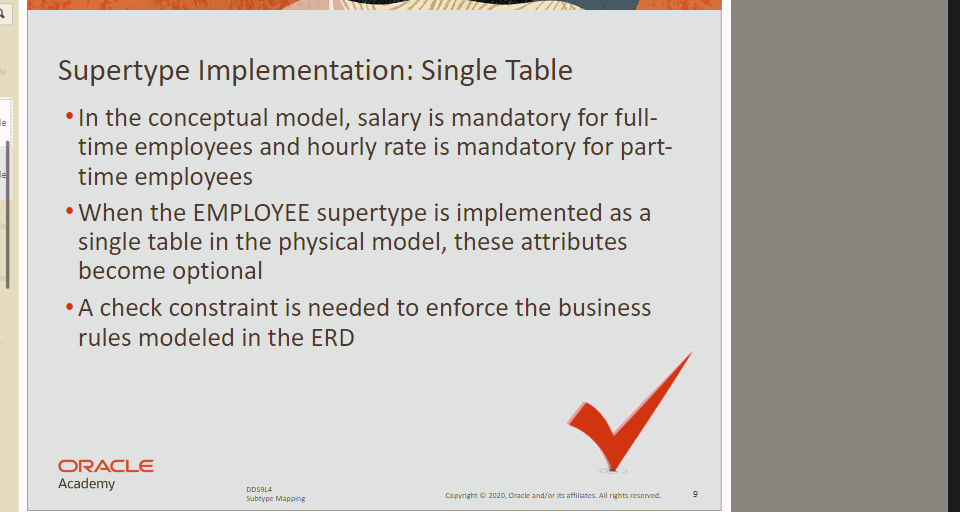 Supertype Implementation: Single Table
•In the conceptual model, salary is mandatory for full-
time employees and hourly rate is mandatory for part-
time employees
•When the EMPLOYEE supertype is implemented as a
single table in the physical model, these attributes
become optional
•A check constraint is needed to enforce the business
rules modeled in the ERD
ORACLE
Academy
DDS9L4
Subtype Mapping
Copyright © 2020, Oracle and/or its affiliates. All rights reserved.
9